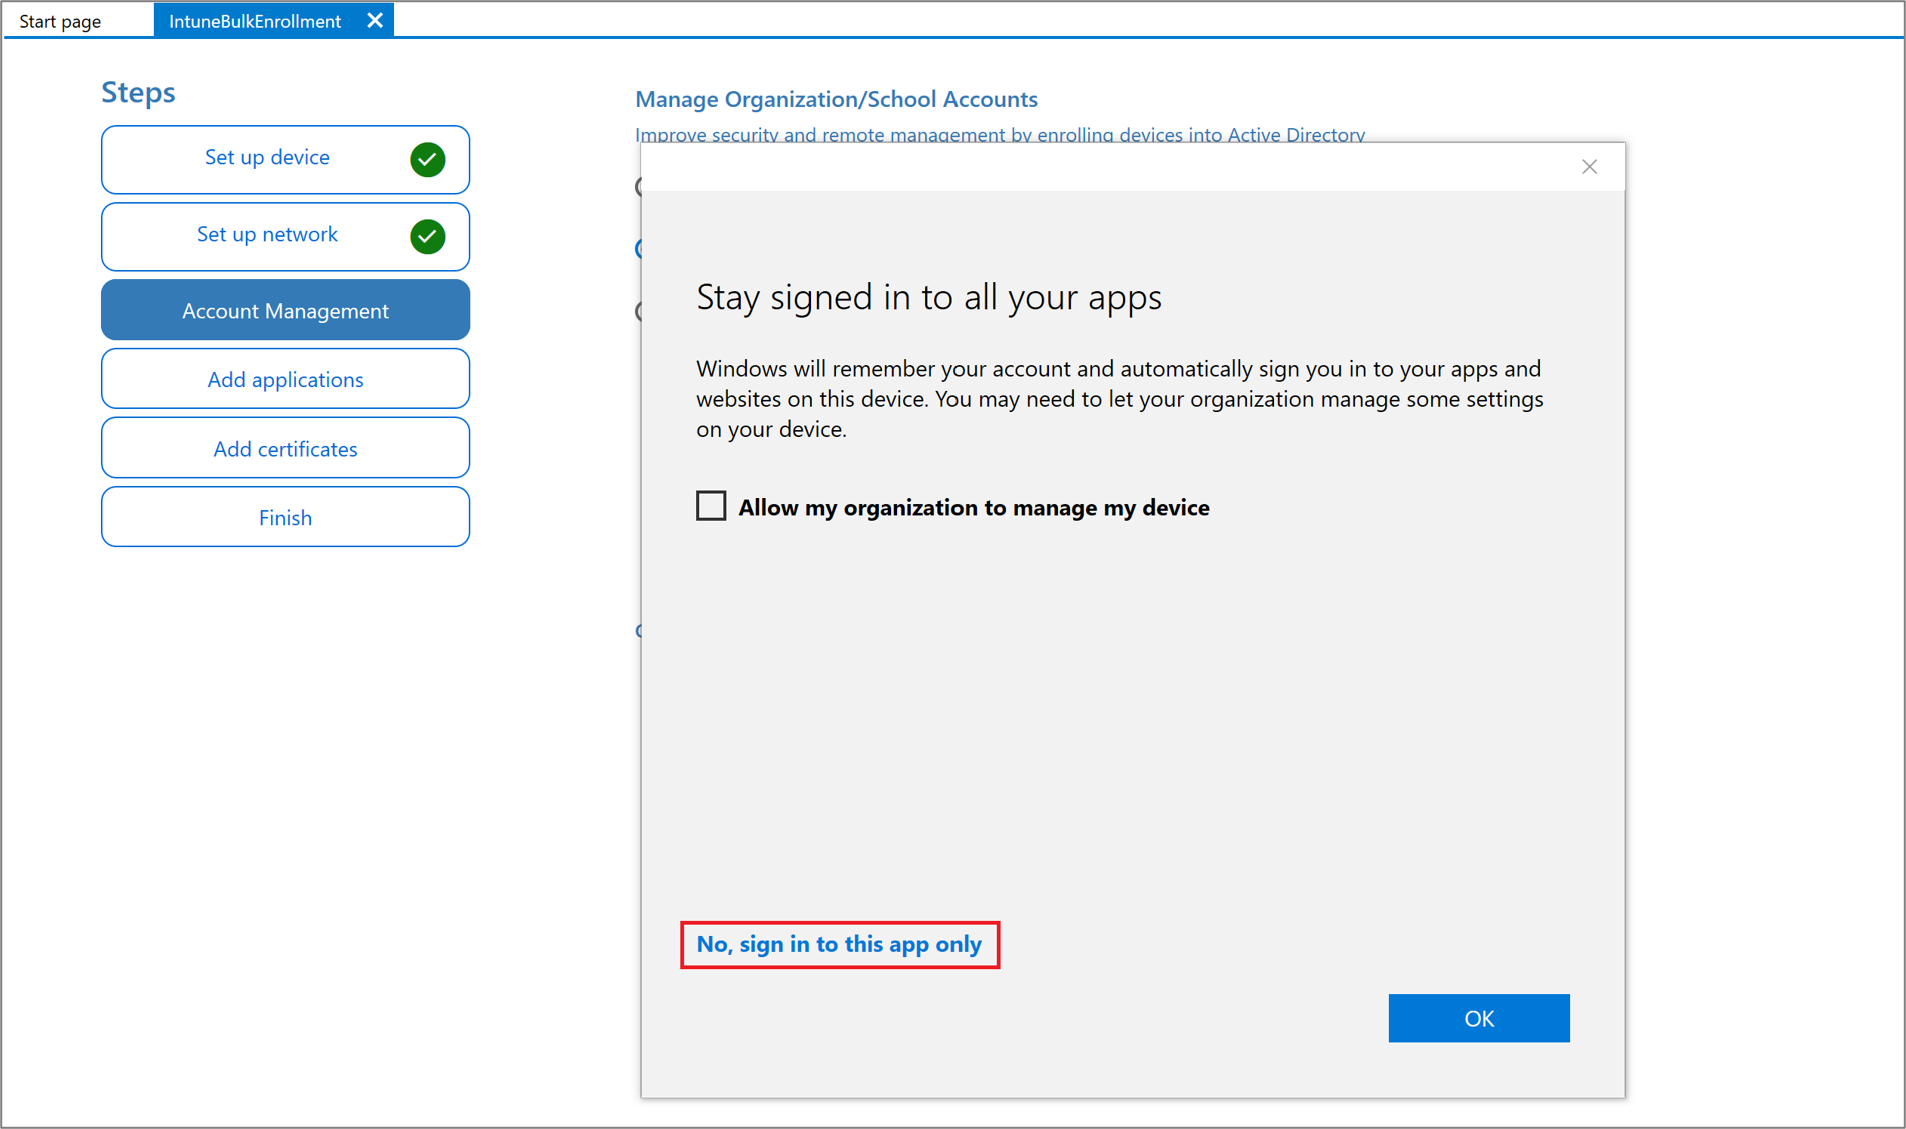 Start page
IntuneBulkEnrollment
Steps
Set up device
Set up network
Account Management
Add applications
Add certificates
Finish
Manage Organization/School Accounts
Improve security and remote management by enrolling devices into Active Directory
Stay signed in to all your apps
Windows will remember your account and automatically sign you in to your apps and
websites on this device. You may need to let your organization manage some settings
on your device.
Allow my organization to manage my device
No, sign in to this app only
OK